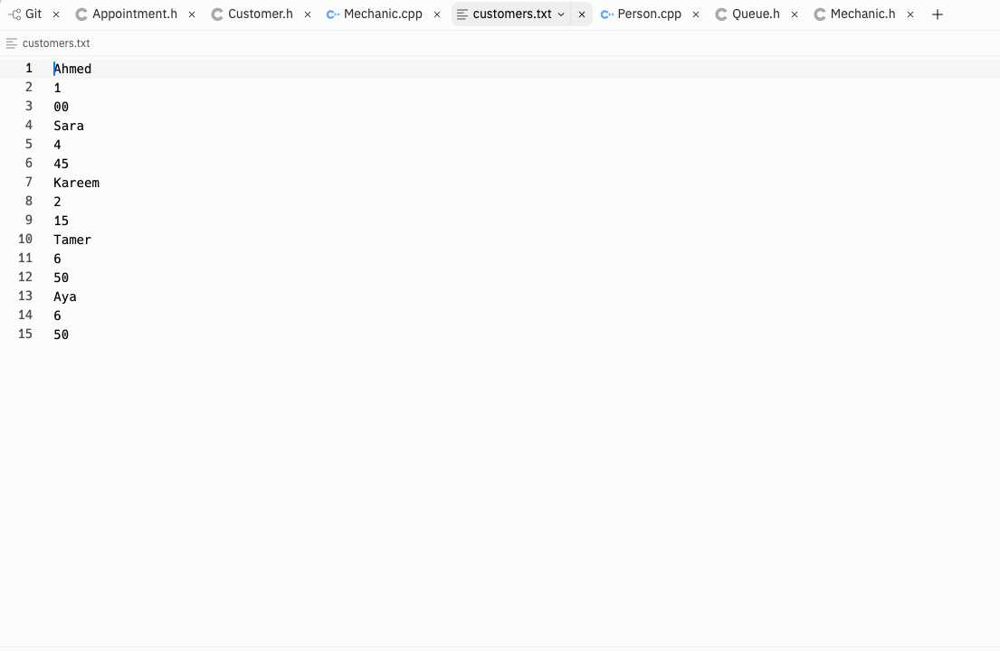 Git × Appointment.h × Customer.h × Mechanic.cpp × customers.txt × Person.cpp × Queue.h × Mechanic.h × +
customers.txt
1 Ahmed
2 1
3 00
4 Sara
5 4
6 45
7 Kareem
8 2
9 15
10 Tamer
11 6
12 50
13 Aya
14 6
15 50